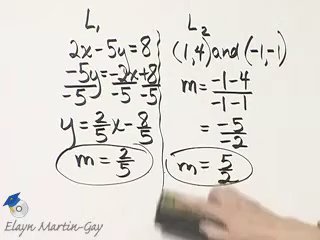 L₁
2x - 5y = 8
-5y/-5 = -2x/-5 + 8/-5
y = 2/5 x - 8/5
m = 2/5
L₂
(1,4) and (-1,-1)
m = -1-4/-1-1
= -5/-2
m = 5/2
Elayn Martin-Gay